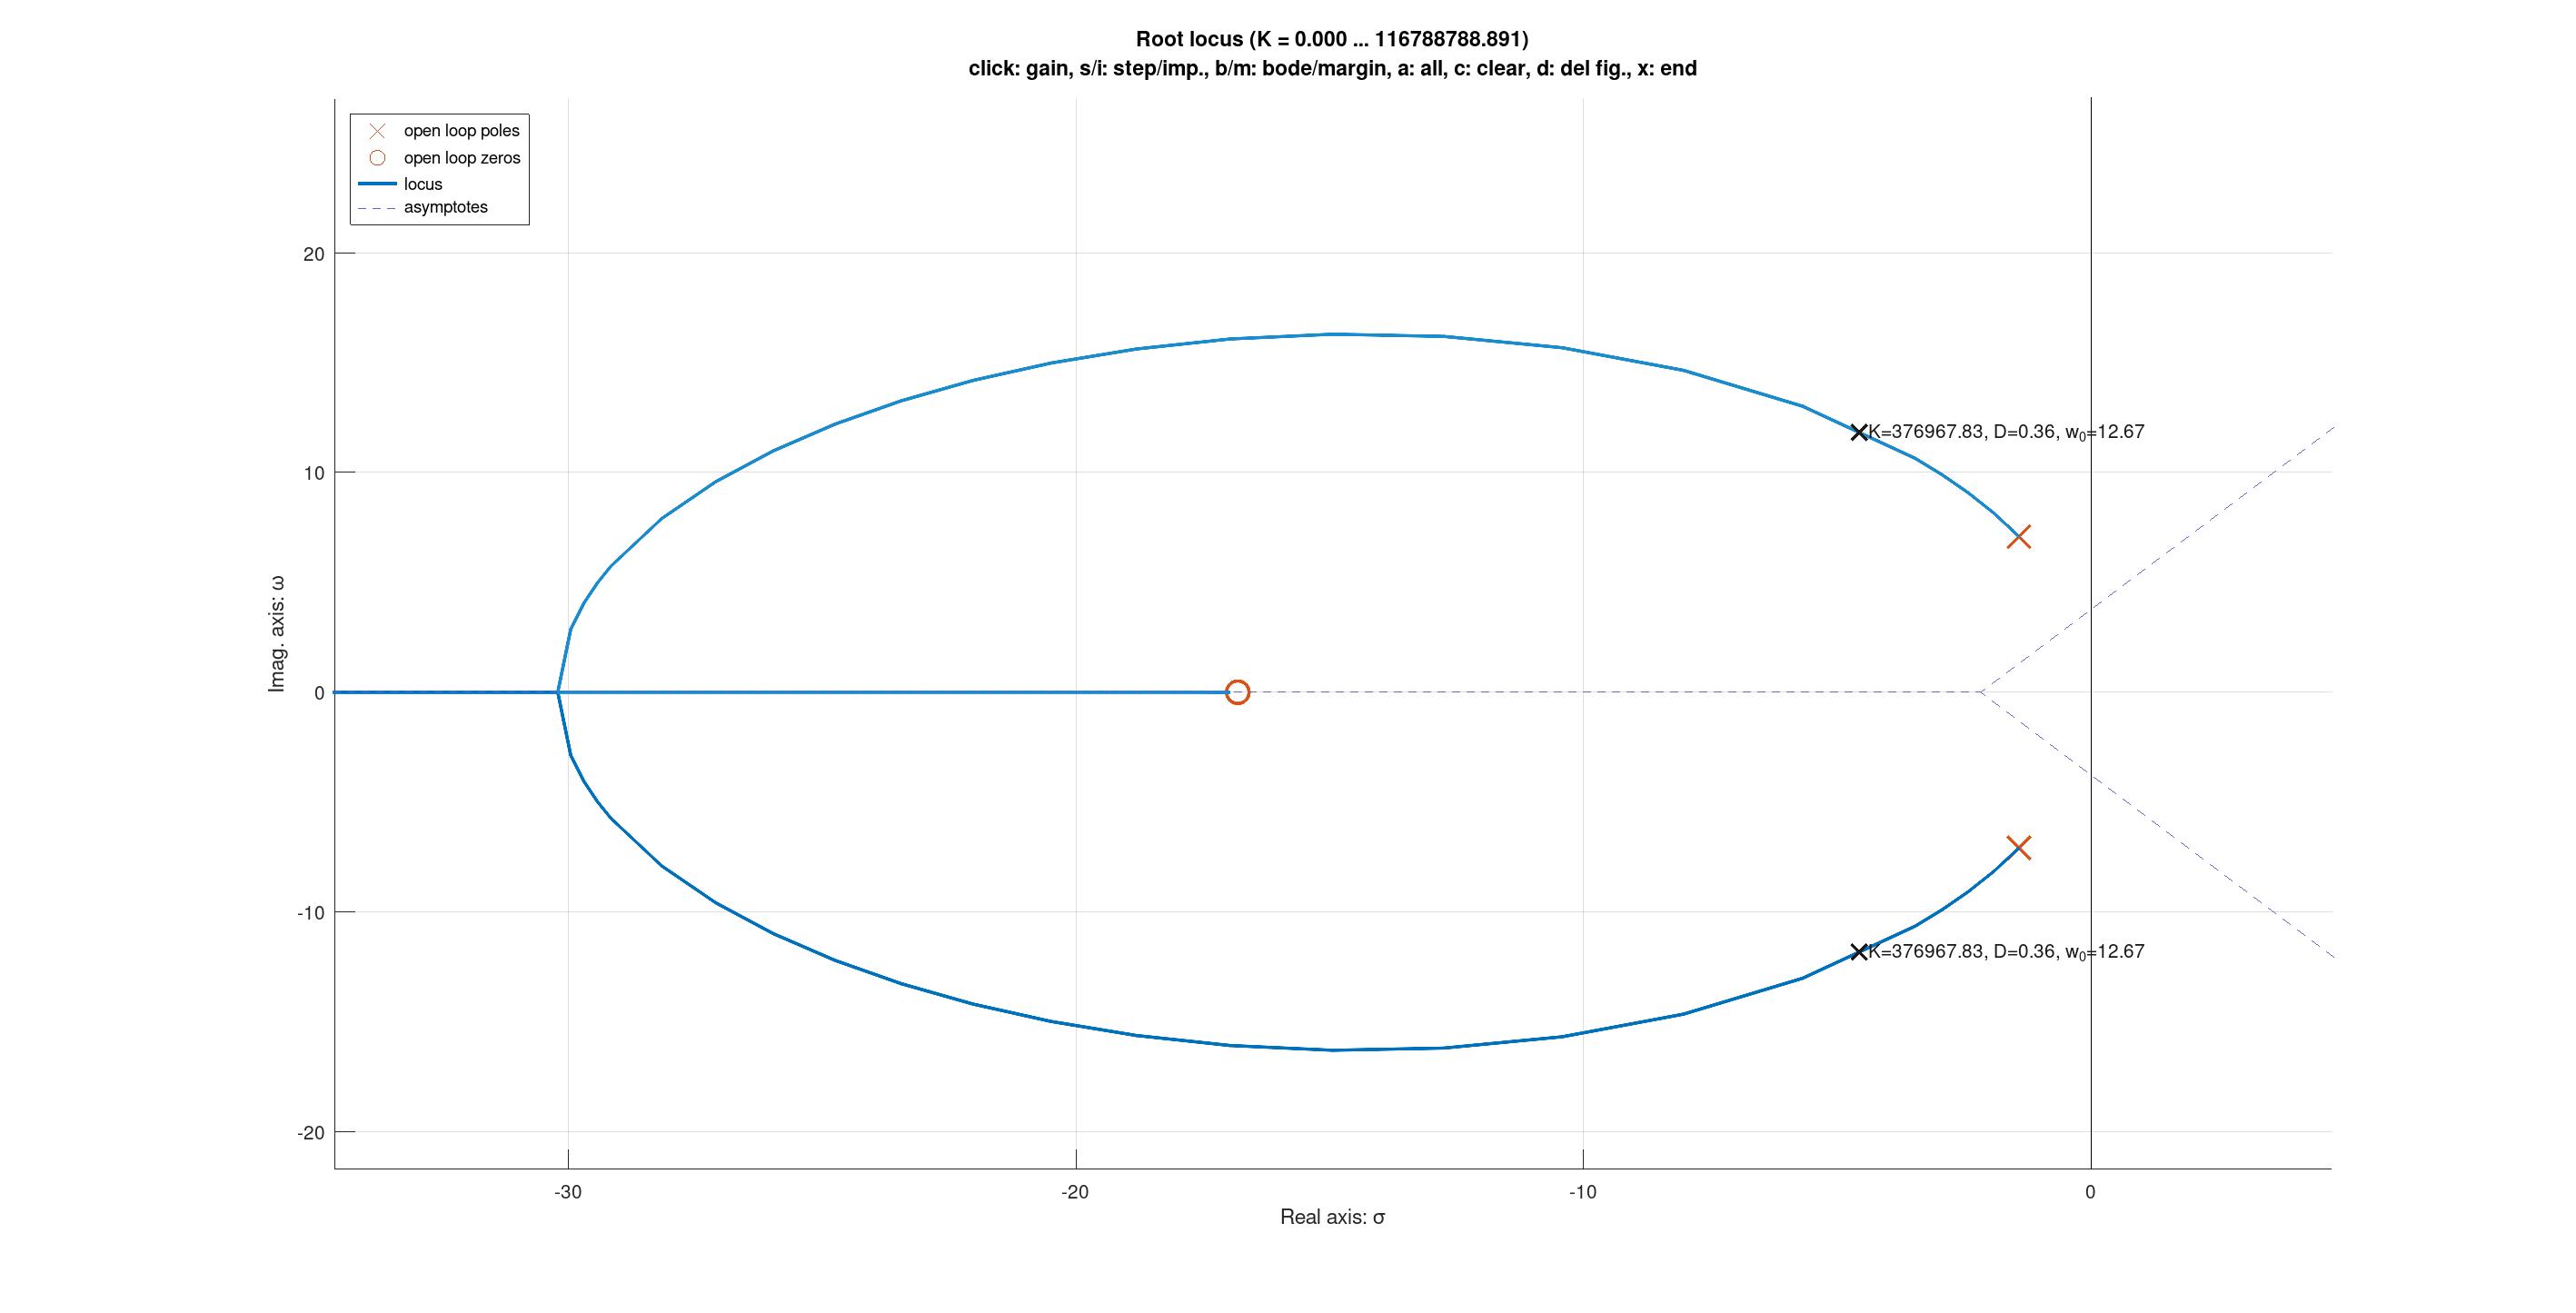 Root locus (K = 0.000 ... 116788788.891)
click: gain, s/i: step/imp., b/m: bode/margin, a: all, c: clear, d: del fig., x: end
open loop poles
open loop zeros
locus
asymptotes
20
10
0
-10
-20
Imag. axis: ω
K=376967.83, D=0.36, w₀=12.67
K=376967.83, D=0.36, w₀=12.67
-30
-20
-10
0
Real axis: σ